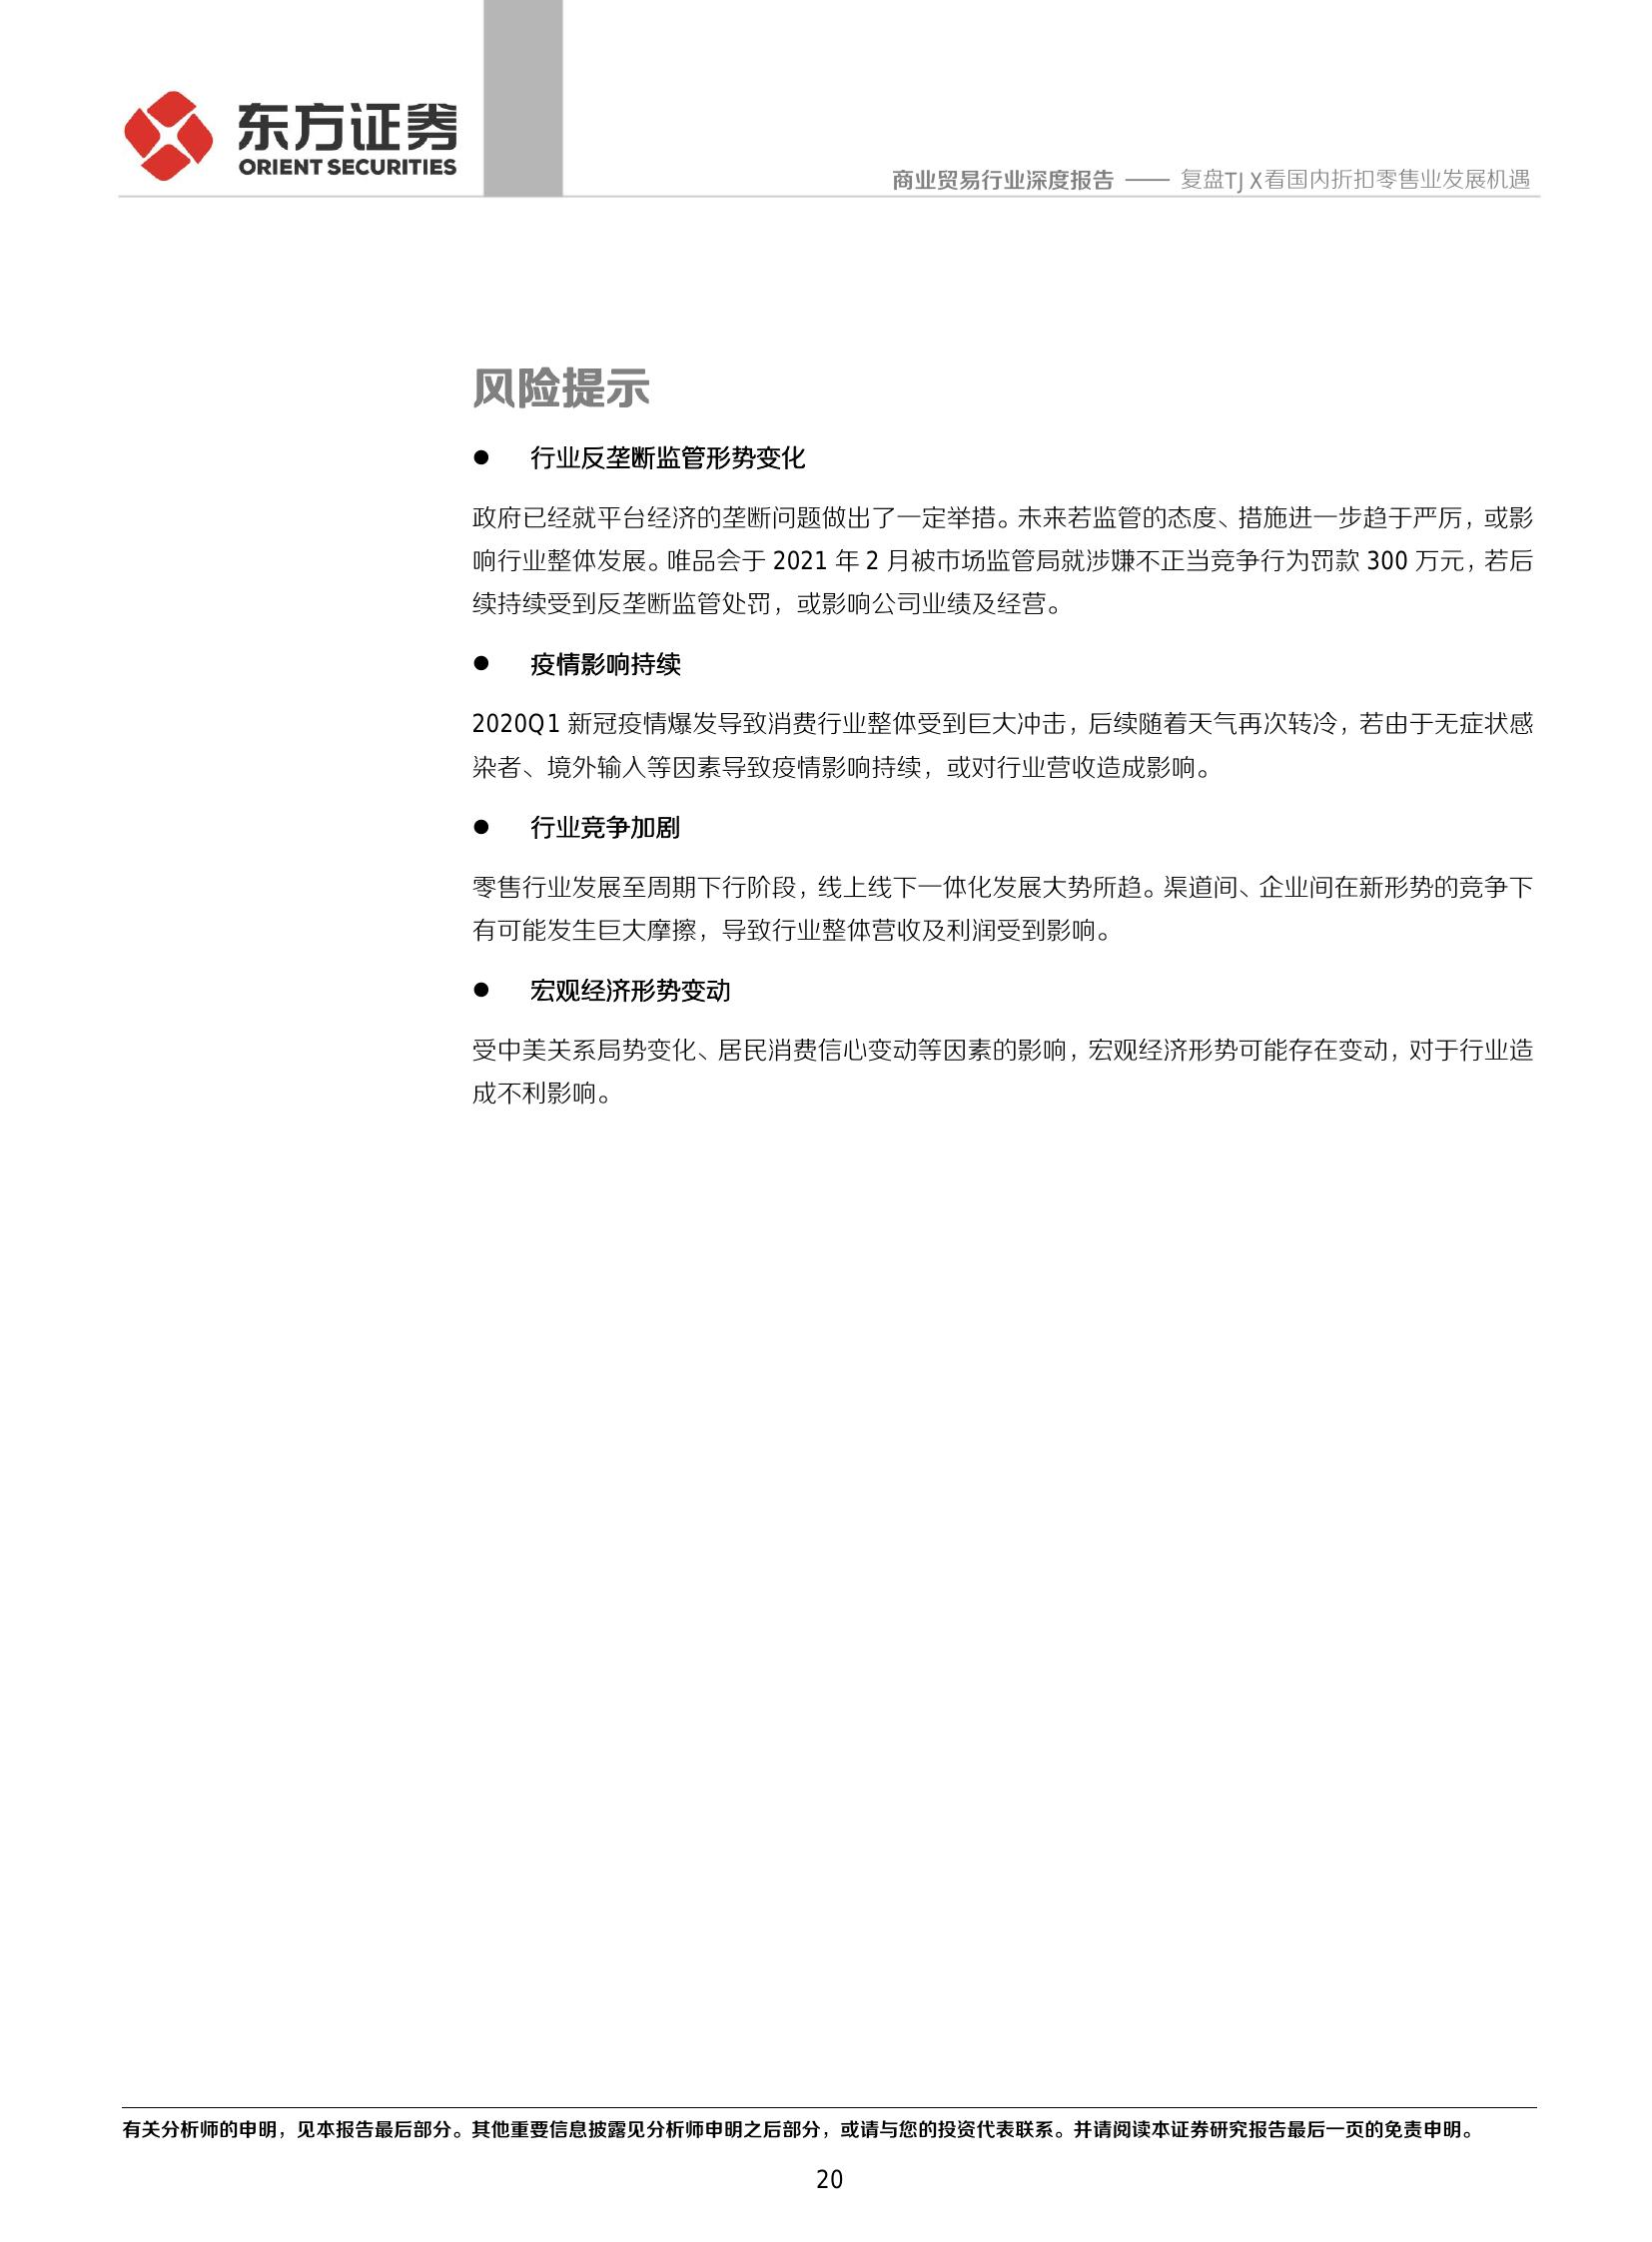 东方证券
ORIENT SECURITIES
商业贸易行业深度报告 —— 复盘TJX看国内折扣零售业发展机遇
风险提示
● 行业反垄断监管形势变化
政府已经就平台经济的垄断问题做出了一定举措。未来若监管的态度、措施进一步趋于严厉，或影
响行业整体发展。唯品会于 2021 年 2 月被市场监管局就涉嫌不正当竞争行为罚款 300 万元，若后
续持续受到反垄断监管处罚，或影响公司业绩及经营。
● 疫情影响持续
2020Q1 新冠疫情爆发导致消费行业整体受到巨大冲击，后续随着天气再次转冷，若由于无症状感
染者、境外输入等因素导致疫情影响持续，或对行业营收造成影响。
● 行业竞争加剧
零售行业发展至周期下行阶段，线上线下一体化发展大势所趋。渠道间、企业间在新形势的竞争下
有可能发生巨大摩擦，导致行业整体营收及利润受到影响。
● 宏观经济形势变动
受中美关系局势变化、居民消费信心变动等因素的影响，宏观经济形势可能存在变动，对于行业造
成不利影响。
有关分析师的申明，见本报告最后部分。其他重要信息披露见分析师申明之后部分，或请与您的投资代表联系。并请阅读本证券研究报告最后一页的免责申明。
20